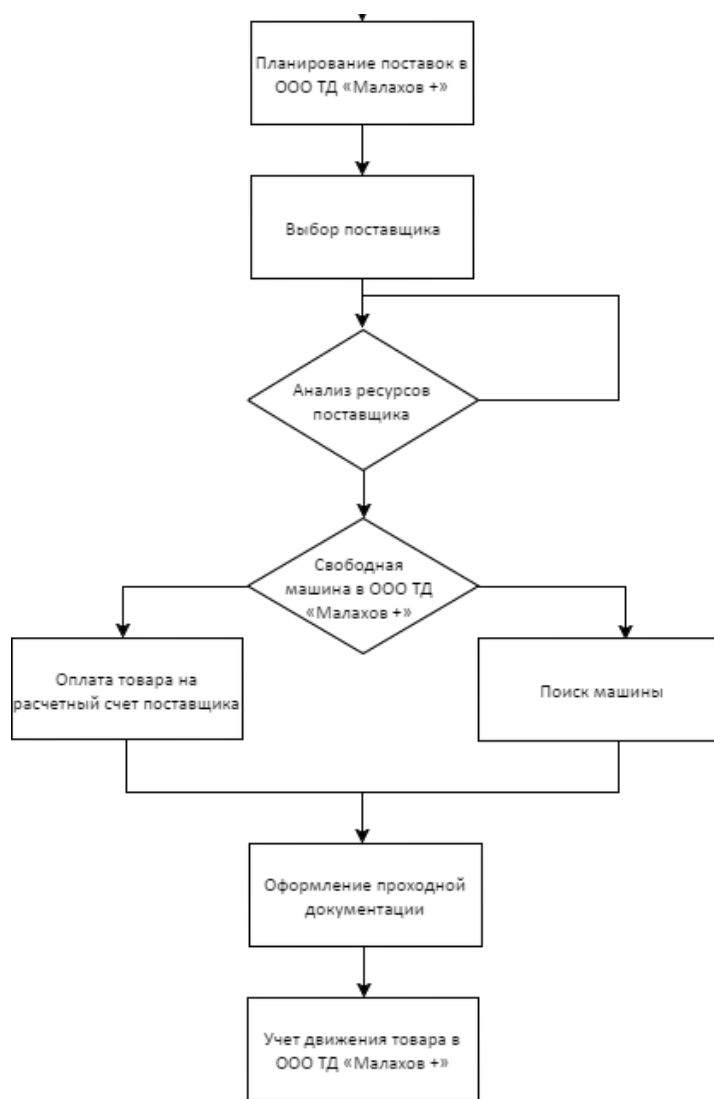 Планирование поставок в
ООО ТД «Малахов +»
Выбор поставщика
Анализ ресурсов
поставщика
Свободная
машина в ООО ТД
«Малахов +»
Оплата товара на
расчетный счет поставщика
Поиск машины
Оформление проходной
документации
Учет движения товара в
ООО ТД «Малахов +»